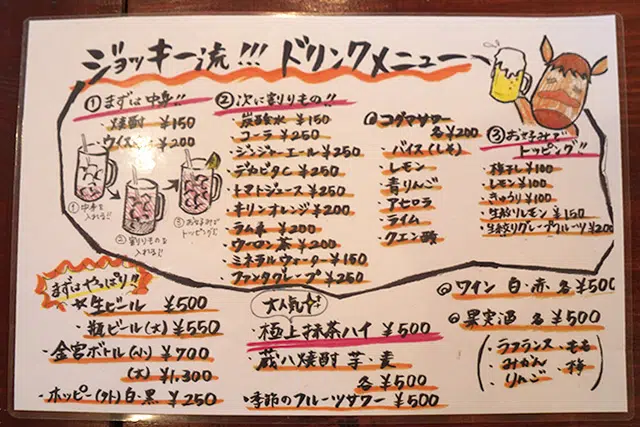 ジョッキー流!!! ドリンクメニュー
①まずは中身!!
・焼酎 ¥150
・ウイスキー ¥200
①中身を入れる!!
②割りものを入れる!!
③お好みでトッピング!
②次に割りもの!!
・炭酸水 ¥150
・コーラ ¥250
・ジンジャーエール ¥250
・デカビタC ¥250
・トマトジュース ¥250
・キリンオレンジ ¥200
・ラムネ ¥200
・ウーロン茶 ¥200
・ミネラルウォーター ¥150
・ファンタグレープ ¥250
◎コダマサワー
各¥200
・バイス(しそ)
・レモン
・青りんご
・アセロラ
・ライム
・クエン酸
③お好みで
トッピング!!
・梅干し ¥100
・レモン ¥100
・きゅうり ¥100
・生搾りレモン ¥150
・生搾りグレープフルーツ ¥200
まずはやっぱり!!
・生ビール ¥500
・瓶ビール(大) ¥550
・金宮ボトル(小) ¥700
(大) ¥1,300
・ホッピー(外)白・黒 ¥250
大人気
・極上抹茶ハイ ¥500
・蔵八焼酎 芋・麦
各¥500
・季節のフルーツサワー ¥500
◎ワイン 白・赤 各¥500
◎果実酒 各¥500
・ラフランス・もも
・みかん ・梅
・りんご